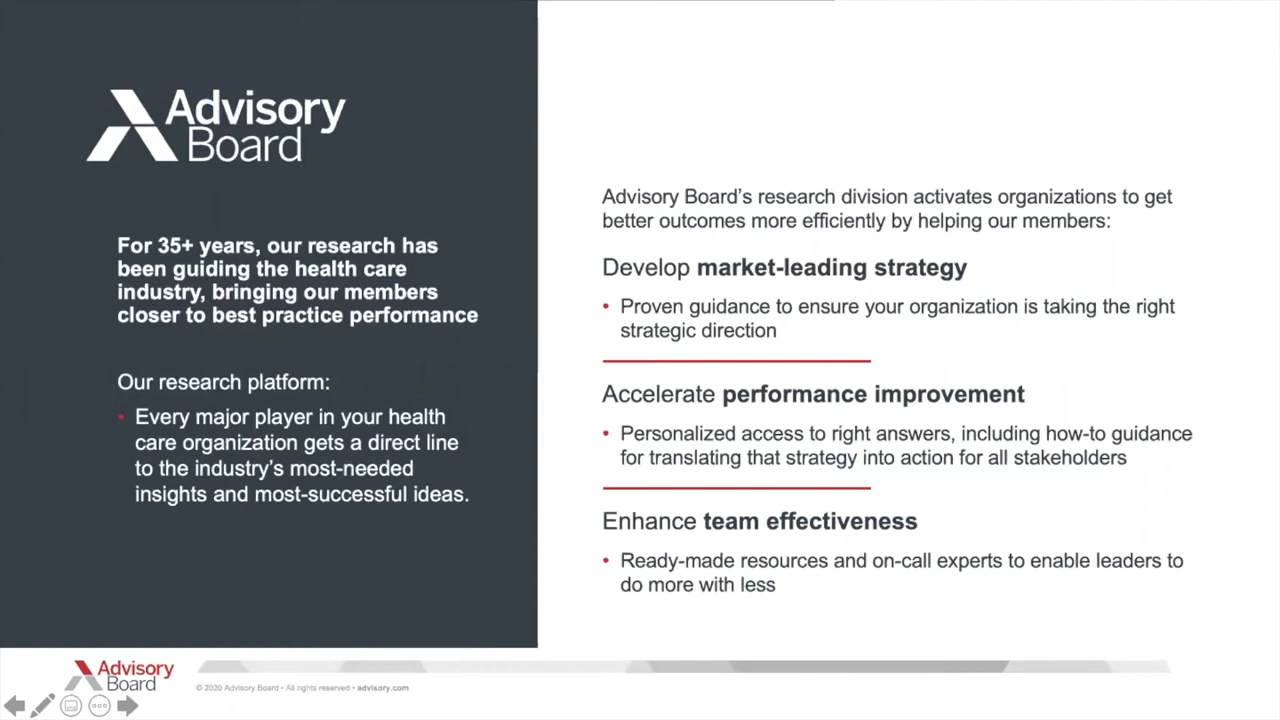 Advisory
Board
For 35+ years, our research has
been guiding the health care
industry, bringing our members
closer to best practice performance
Our research platform:
• Every major player in your health
care organization gets a direct line
to the industry’s most-needed
insights and most-successful ideas.
Advisory Board’s research division activates organizations to get
better outcomes more efficiently by helping our members:
Develop market-leading strategy
• Proven guidance to ensure your organization is taking the right
strategic direction
Accelerate performance improvement
• Personalized access to right answers, including how-to guidance
for translating that strategy into action for all stakeholders
Enhance team effectiveness
• Ready-made resources and on-call experts to enable leaders to
do more with less
Advisory
Board
© 2020 Advisory Board • All rights reserved • advisory.com